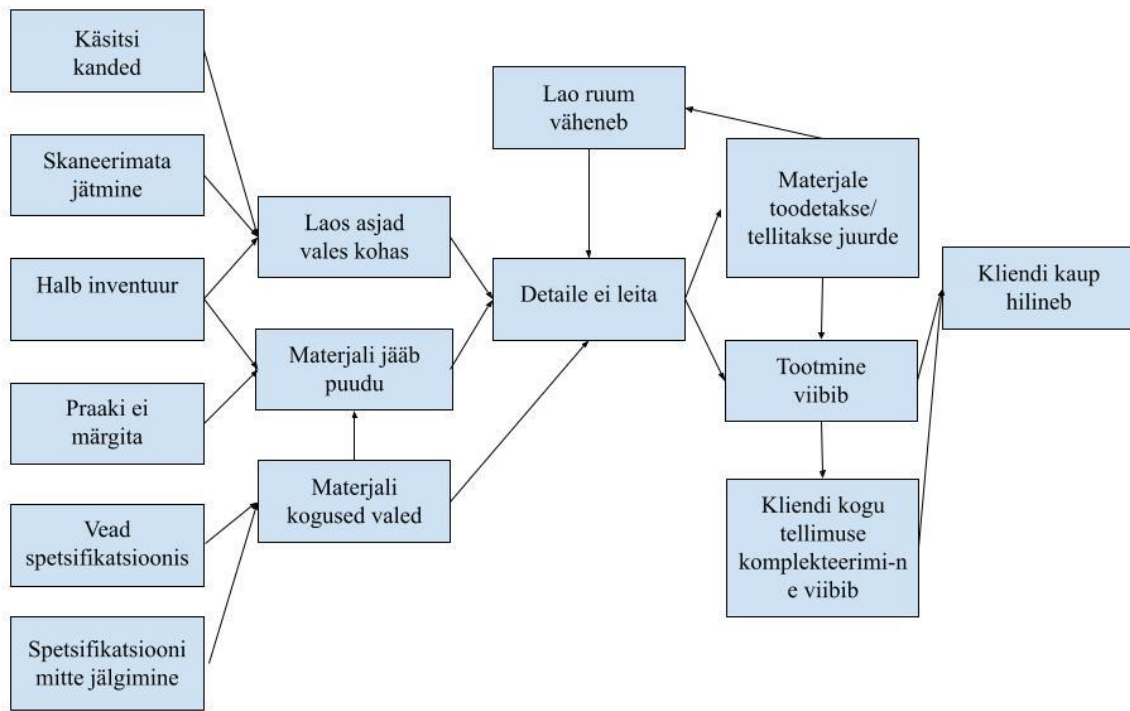 Käsitsi
kanded
Skaneerimata
jätmine
Halb inventuur
Praaki ei
märgita
Vead
spetsifikatsioonis
Spetsifikatsiooni
mitte jälgimine
Laos asjad
vales kohas
Materjali jääb
puudu
Materjali
kogused valed
Lao ruum
väheneb
Detaile ei leita
Materjale
toodetakse/
tellitakse juurde
Tootmine
viibib
Kliendi kogu
tellimuse
komplekteerimi-n
e viibib
Kliendi kaup
hilineb